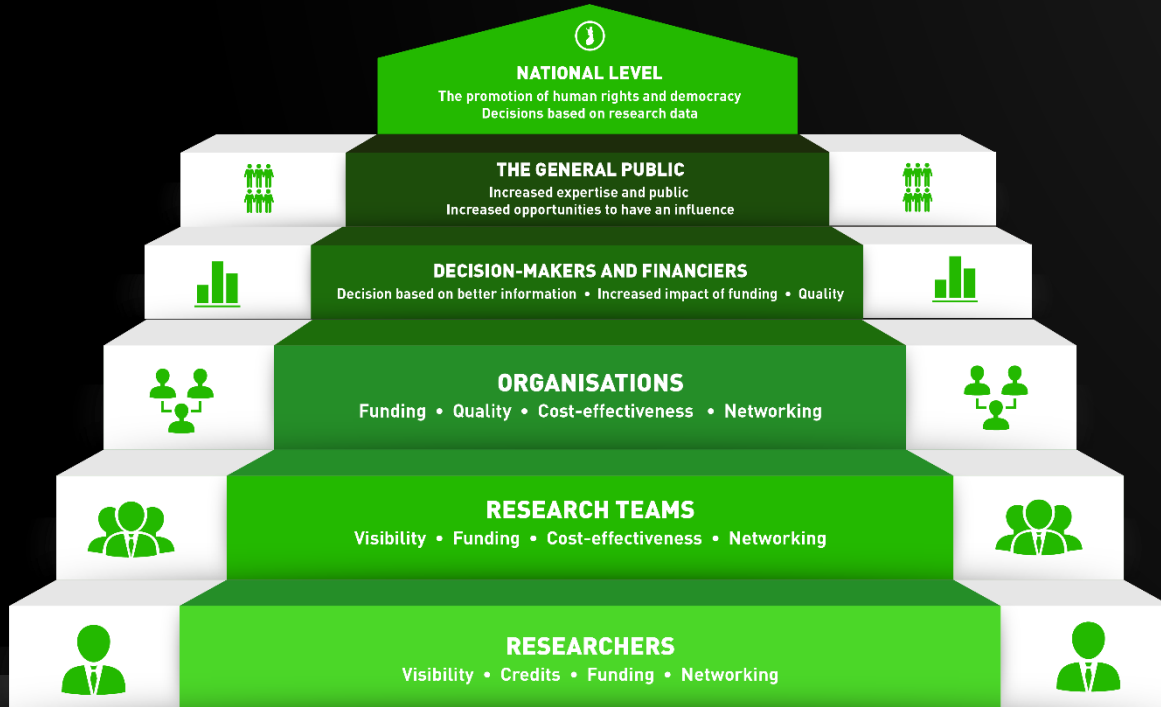 NATIONAL LEVEL
The promotion of human rights and democracy
Decisions based on research data
THE GENERAL PUBLIC
Increased expertise and public
Increased opportunities to have an influence
DECISION-MAKERS AND FINANCIERS
Decision based on better information • Increased impact of funding • Quality
ORGANISATIONS
Funding • Quality • Cost-effectiveness • Networking
RESEARCH TEAMS
Visibility • Funding • Cost-effectiveness • Networking
RESEARCHERS
Visibility • Credits • Funding • Networking